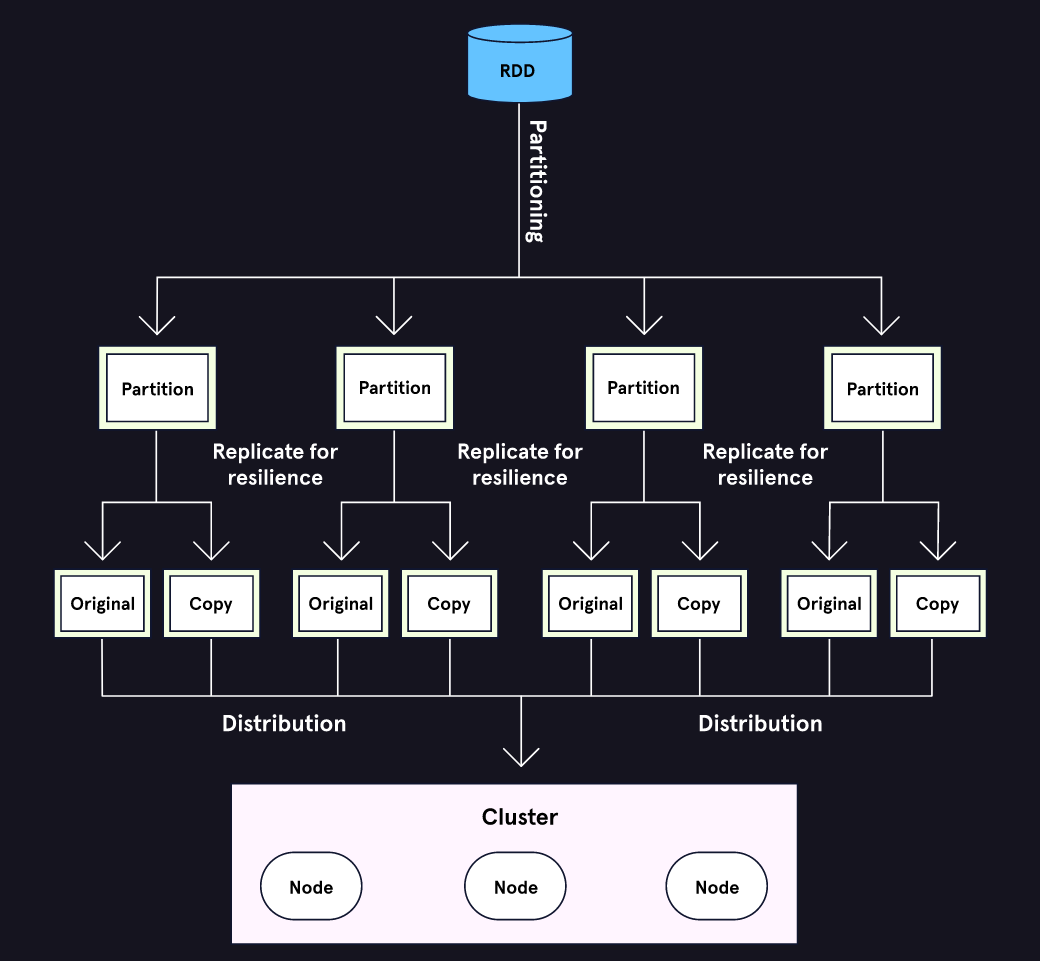 RDD
Partitioning
Partition
Partition
Partition
Partition
Replicate for
resilience
Replicate for
resilience
Replicate for
resilience
Original
Copy
Original
Copy
Original
Copy
Original
Copy
Distribution
Distribution
Cluster
Node
Node
Node